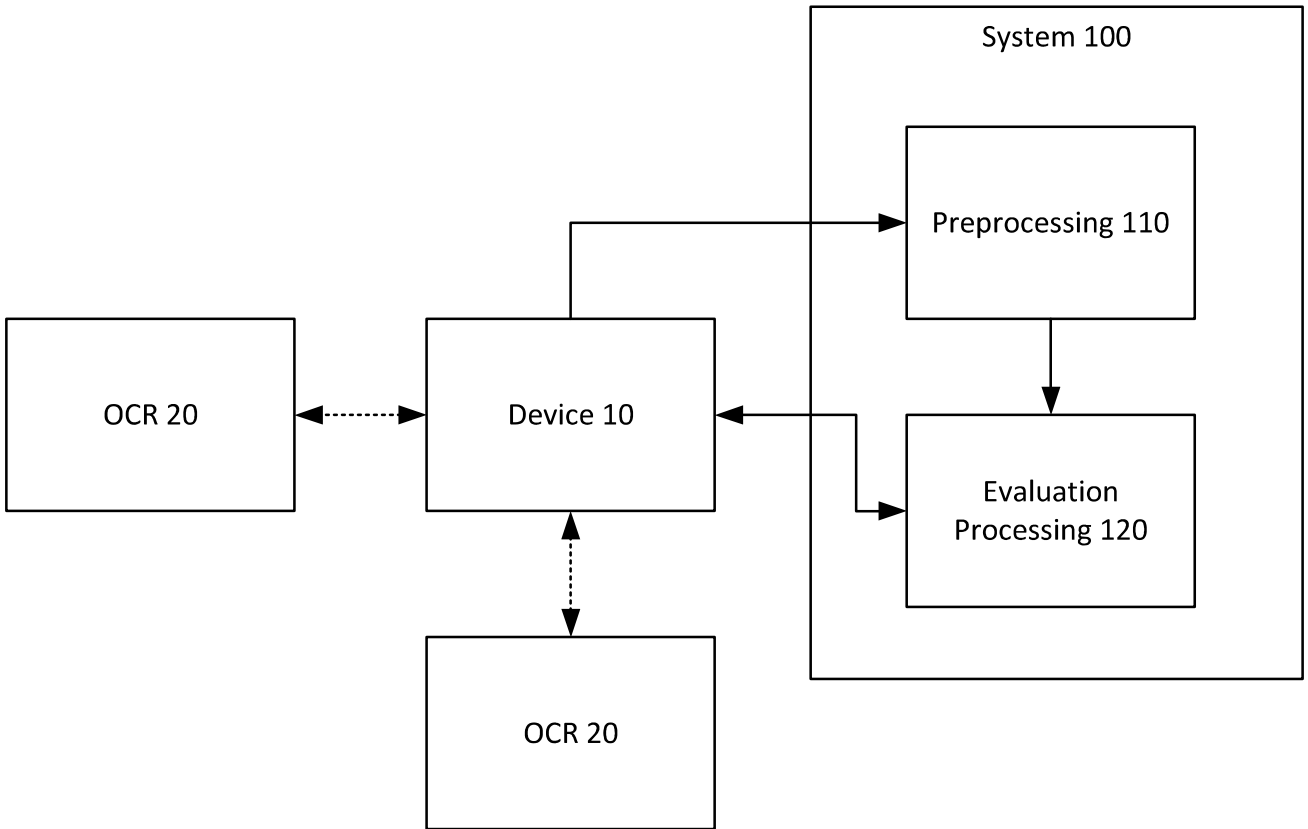 System 100
Preprocessing 110
OCR 20
Device 10
Evaluation
Processing 120
OCR 20